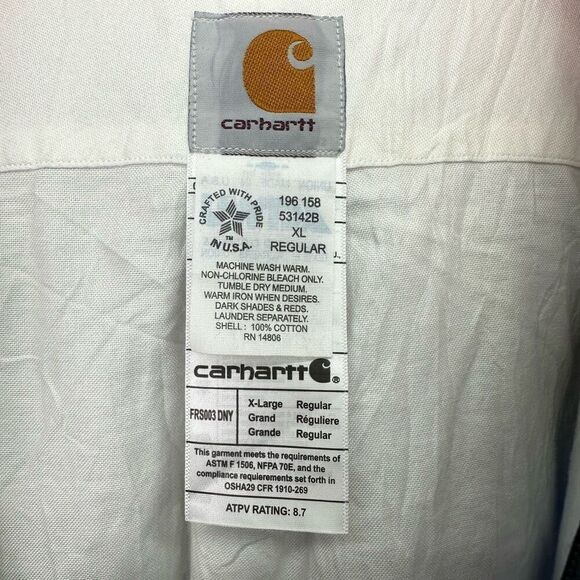 carhartt
CRAFTED WITH PRIDE
IN U.S.A.
TM
196 158
53142B
XL
REGULAR
MACHINE WASH WARM.
NON-CHLORINE BLEACH ONLY.
TUMBLE DRY MEDIUM.
WARM IRON WHEN DESIRES.
DARK SHADES & REDS.
LAUNDER SEPARATELY.
SHELL : 100% COTTON
RN 14806
carhartt ®
FRS003 DNY
X-Large Regular
Grand Réguliere
Grande Regular
This garment meets the requirements of
ASTM F 1506, NFPA 70E, and the
compliance requirements set forth in
OSHA29 CFR 1910-269
ATPV RATING: 8.7